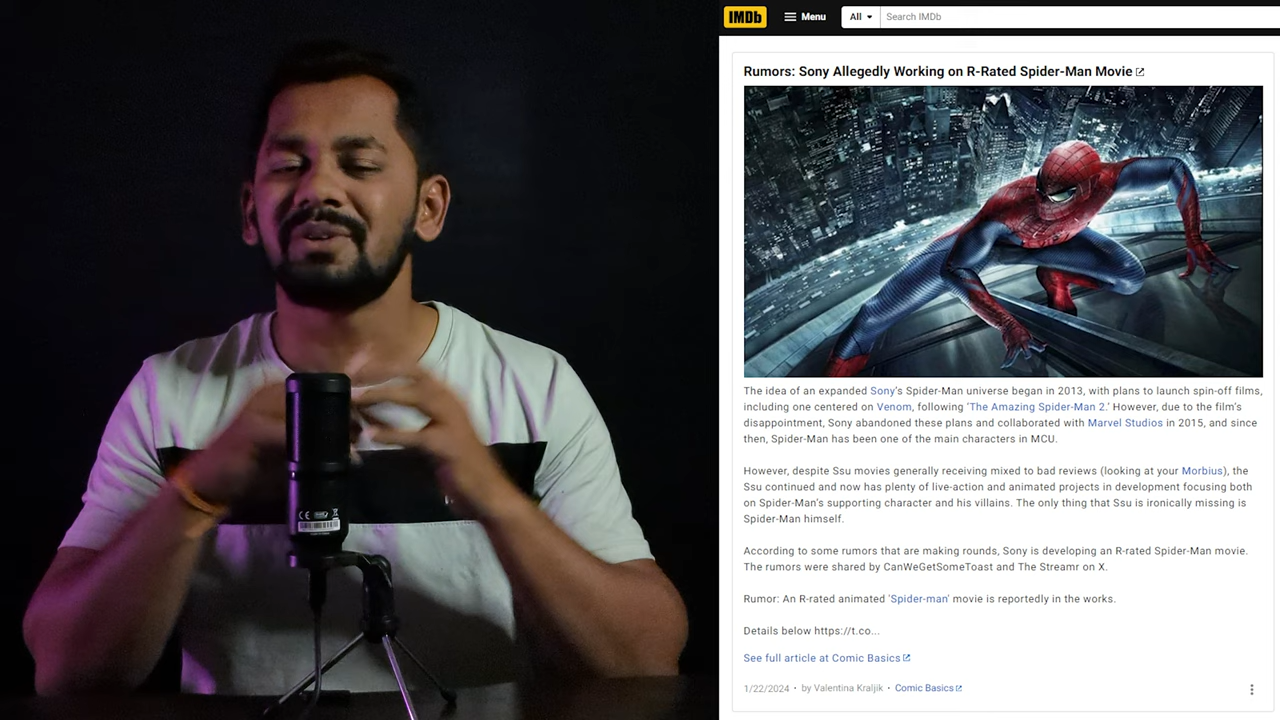 IMDb Menu All Search IMDb
Rumors: Sony Allegedly Working on R-Rated Spider-Man Movie
The idea of an expanded Sony's Spider-Man universe began in 2013, with plans to launch spin-off films,
including one centered on Venom, following 'The Amazing Spider-Man 2.' However, due to the film's
disappointment, Sony abandoned these plans and collaborated with Marvel Studios in 2015, and since
then, Spider-Man has been one of the main characters in MCU.
However, despite Ssu movies generally receiving mixed to bad reviews (looking at your Morbius), the
Ssu continued and now has plenty of live-action and animated projects in development focusing both
on Spider-Man's supporting character and his villains. The only thing that Ssu is ironically missing is
Spider-Man himself.
According to some rumors that are making rounds, Sony is developing an R-rated Spider-Man movie.
The rumors were shared by CanWeGetSomeToast and The Streamr on X.
Rumor: An R-rated animated 'Spider-man' movie is reportedly in the works.
Details below https://t.co...
See full article at Comic Basics
1/22/2024 • by Valentina Kraljik • Comic Basics